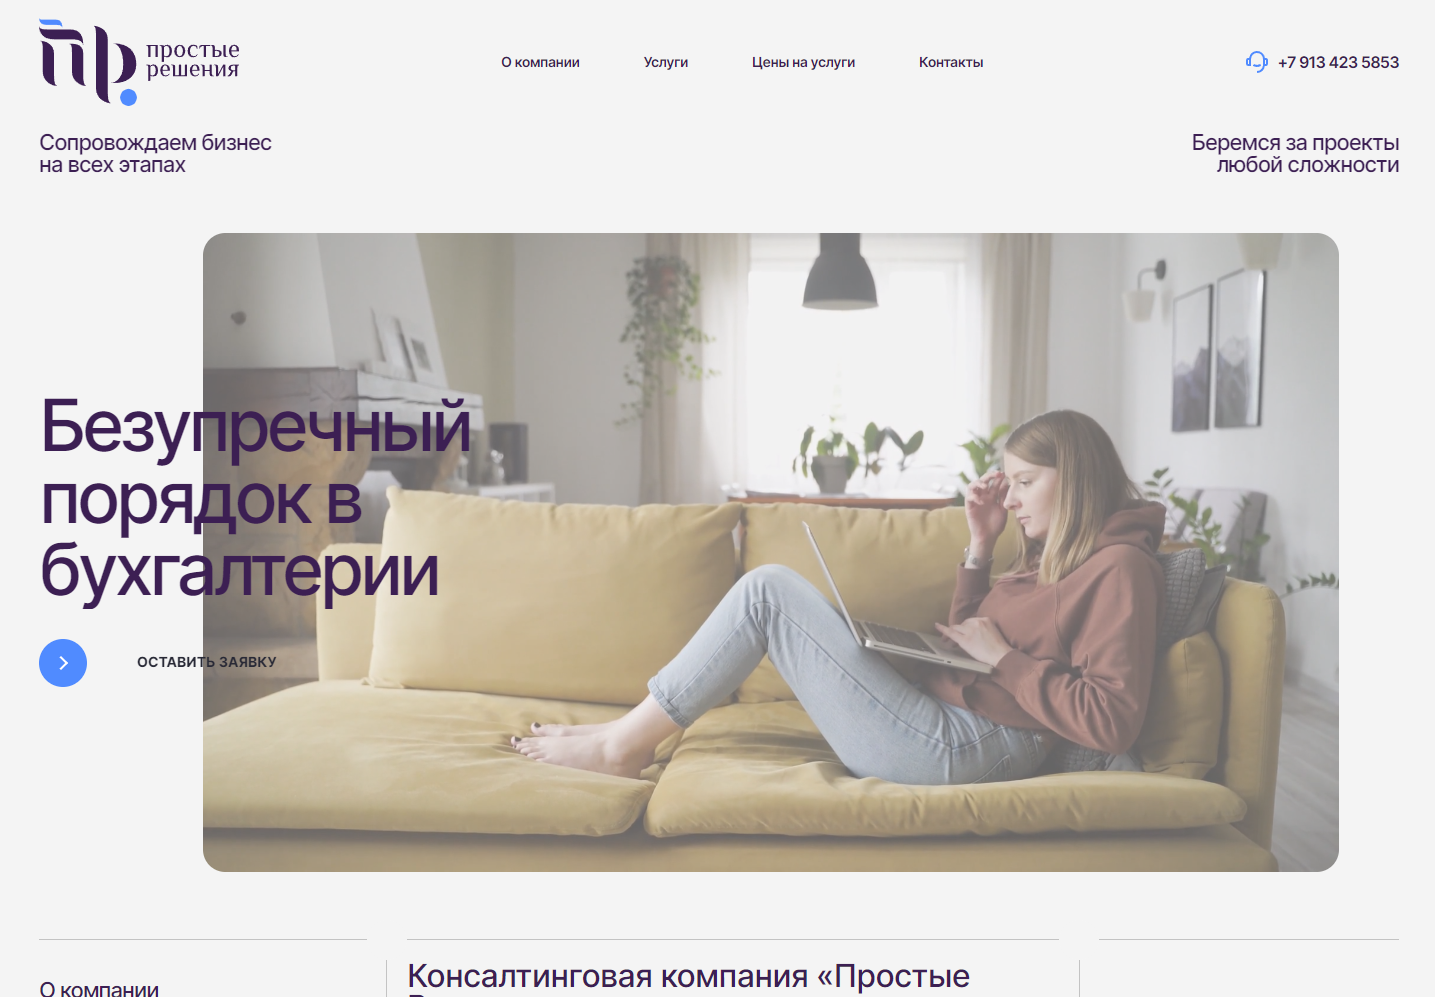 пр.
простые
решения
О компании
Услуги
Цены на услуги
Контакты
+7 913 423 5853
Сопровождаем бизнес
на всех этапах
Беремся за проекты
любой сложности
Безупречный
порядок в
бухгалтерии
ОСТАВИТЬ ЗАЯВКУ
О компании
Консалтинговая компания «Простые